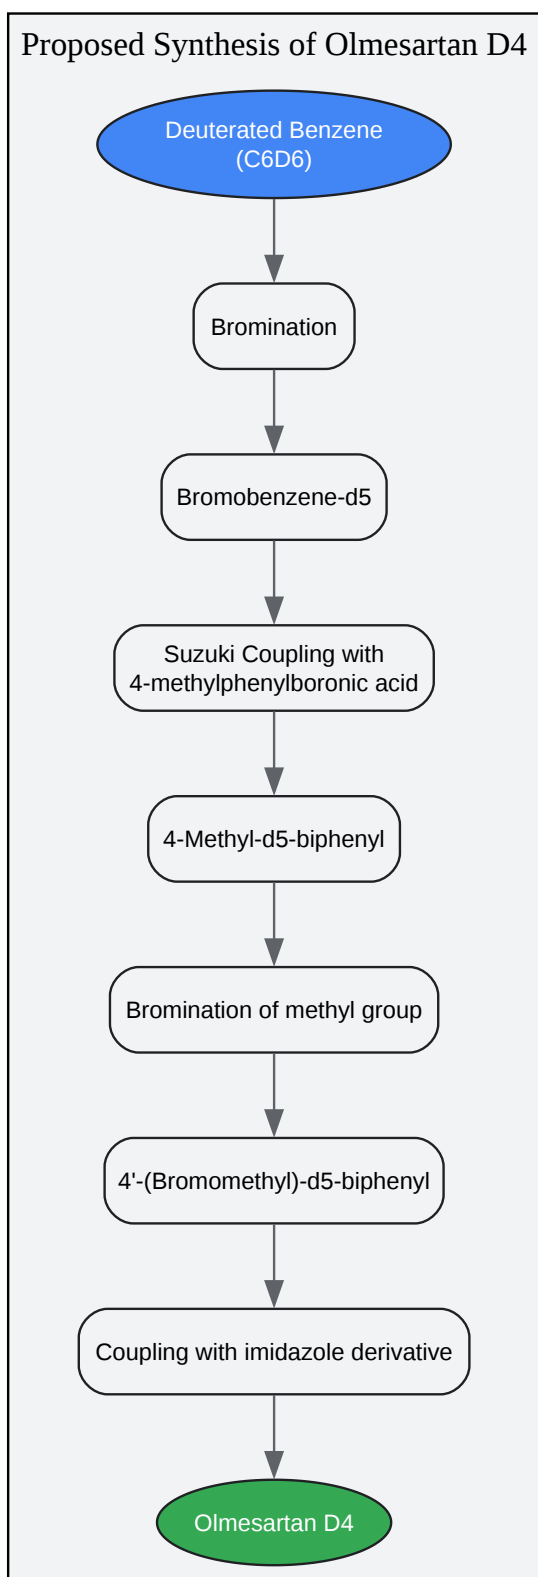 Proposed Synthesis of Olmesartan D4
Deuterated Benzene
(C6D6)
Bromination
Bromobenzene-d5
Suzuki Coupling with
4-methylphenylboronic acid
4-Methyl-d5-biphenyl
Bromination of methyl group
4'-(Bromomethyl)-d5-biphenyl
Coupling with imidazole derivative
Olmesartan D4